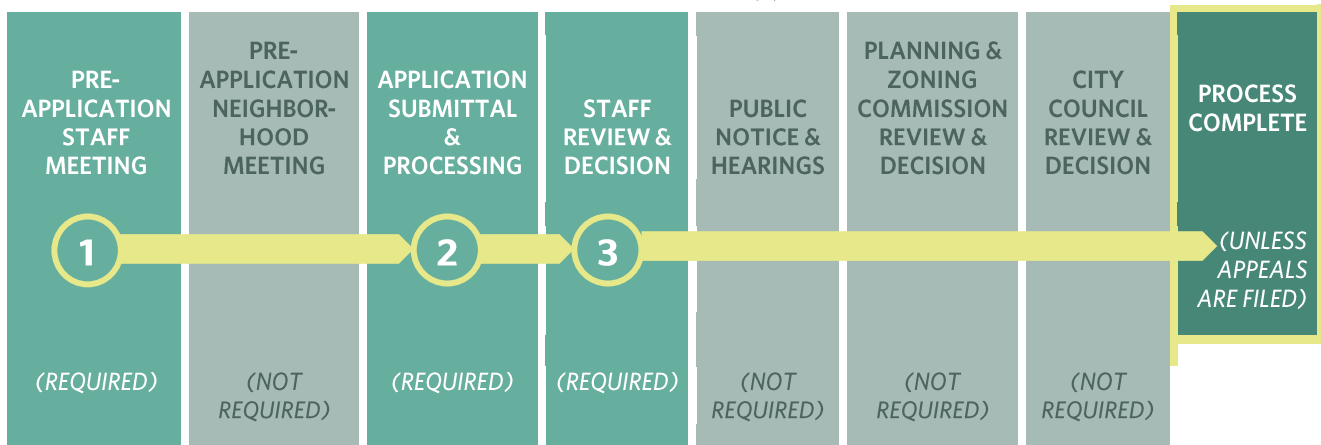 PRE-
APPLICATION
STAFF
MEETING
1
(REQUIRED)
PRE-
APPLICATION
NEIGHBOR-
HOOD
MEETING
(NOT
REQUIRED)
APPLICATION
SUBMITTAL
&
PROCESSING
2
(REQUIRED)
STAFF
REVIEW &
DECISION
3
(REQUIRED)
PUBLIC
NOTICE &
HEARINGS
(NOT
REQUIRED)
PLANNING &
ZONING
COMMISSION
REVIEW &
DECISION
(NOT
REQUIRED)
CITY
COUNCIL
REVIEW &
DECISION
(NOT
REQUIRED)
PROCESS
COMPLETE
(UNLESS
APPEALS
ARE FILED)